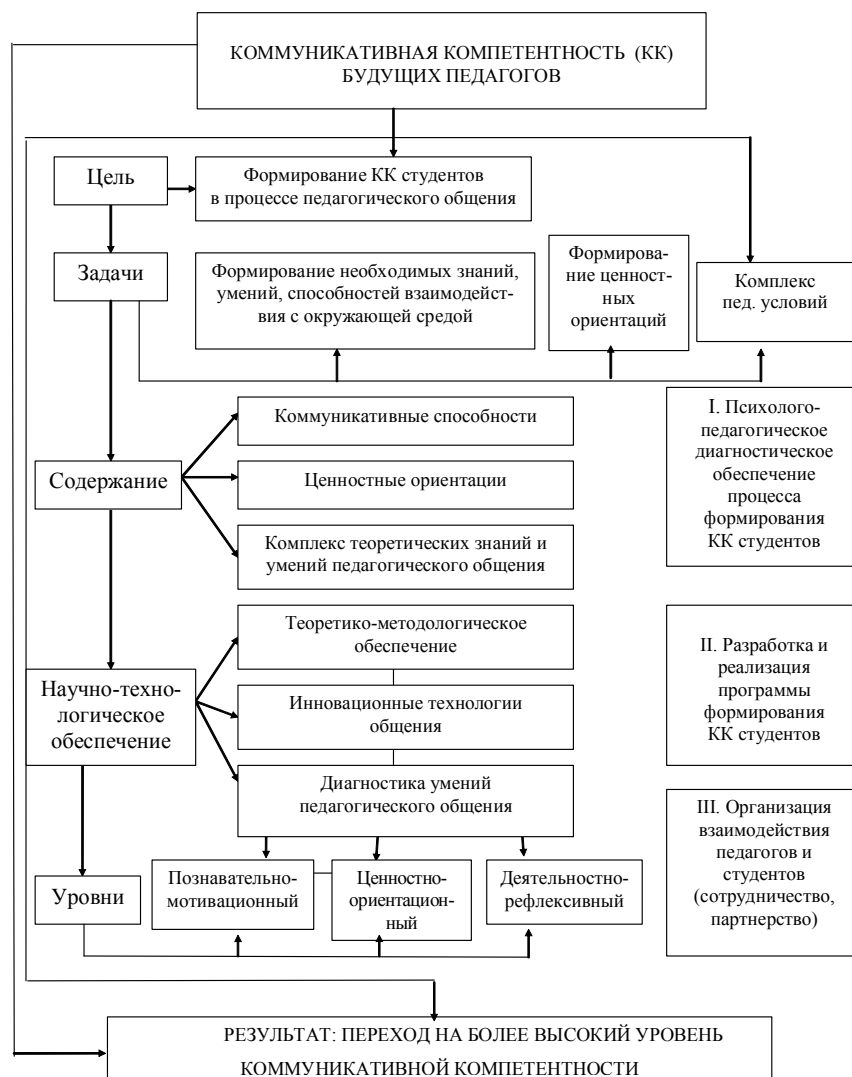 КОММУНИКАТИВНАЯ КОМПЕТЕНТНОСТЬ (КК)
БУДУЩИХ ПЕДАГОГОВ
Цель
Формирование КК студентов
в процессе педагогического общения
Задачи
Формирование необходимых знаний,
умений, способностей взаимодейст-
вия с окружающей средой
Формирова-
ние ценност-
ных
ориентаций
Комплекс
пед. условий
Содержание
Коммуникативные способности
Ценностные ориентации
Комплекс теоретических знаний и
умений педагогического общения
I. Психолого-
педагогическое
диагностическое
обеспечение
процесса
формирования
КК студентов
Научно-техно-
логическое
обеспечение
Теоретико-методологическое
обеспечение
Инновационные технологии
общения
Диагностика умений
педагогического общения
II. Разработка и
реализация
программы
формирования
КК студентов
Уровни
Познавательно-
мотивационный
Ценностно-
ориентацион-
ный
Деятельностно-
рефлексивный
III. Организация
взаимодействия
педагогов и
студентов
(сотрудничество,
партнерство)
РЕЗУЛЬТАТ: ПЕРЕХОД НА БОЛЕЕ ВЫСОКИЙ УРОВЕНЬ
КОММУНИКАТИВНОЙ КОМПЕТЕНТНОСТИ